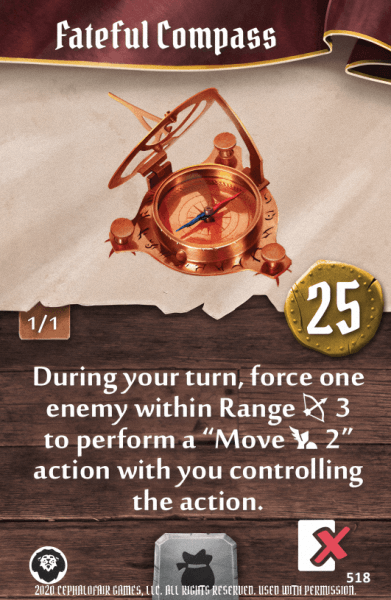 Fateful Compass
1/1
25
During your turn, force one
enemy within Range 3
to perform a “Move 2”
action with you controlling
the action.
518
2020 CEPHALOFAIR GAMES, LLC. ALL RIGHTS RESERVED. USED WITH PERMISSION.